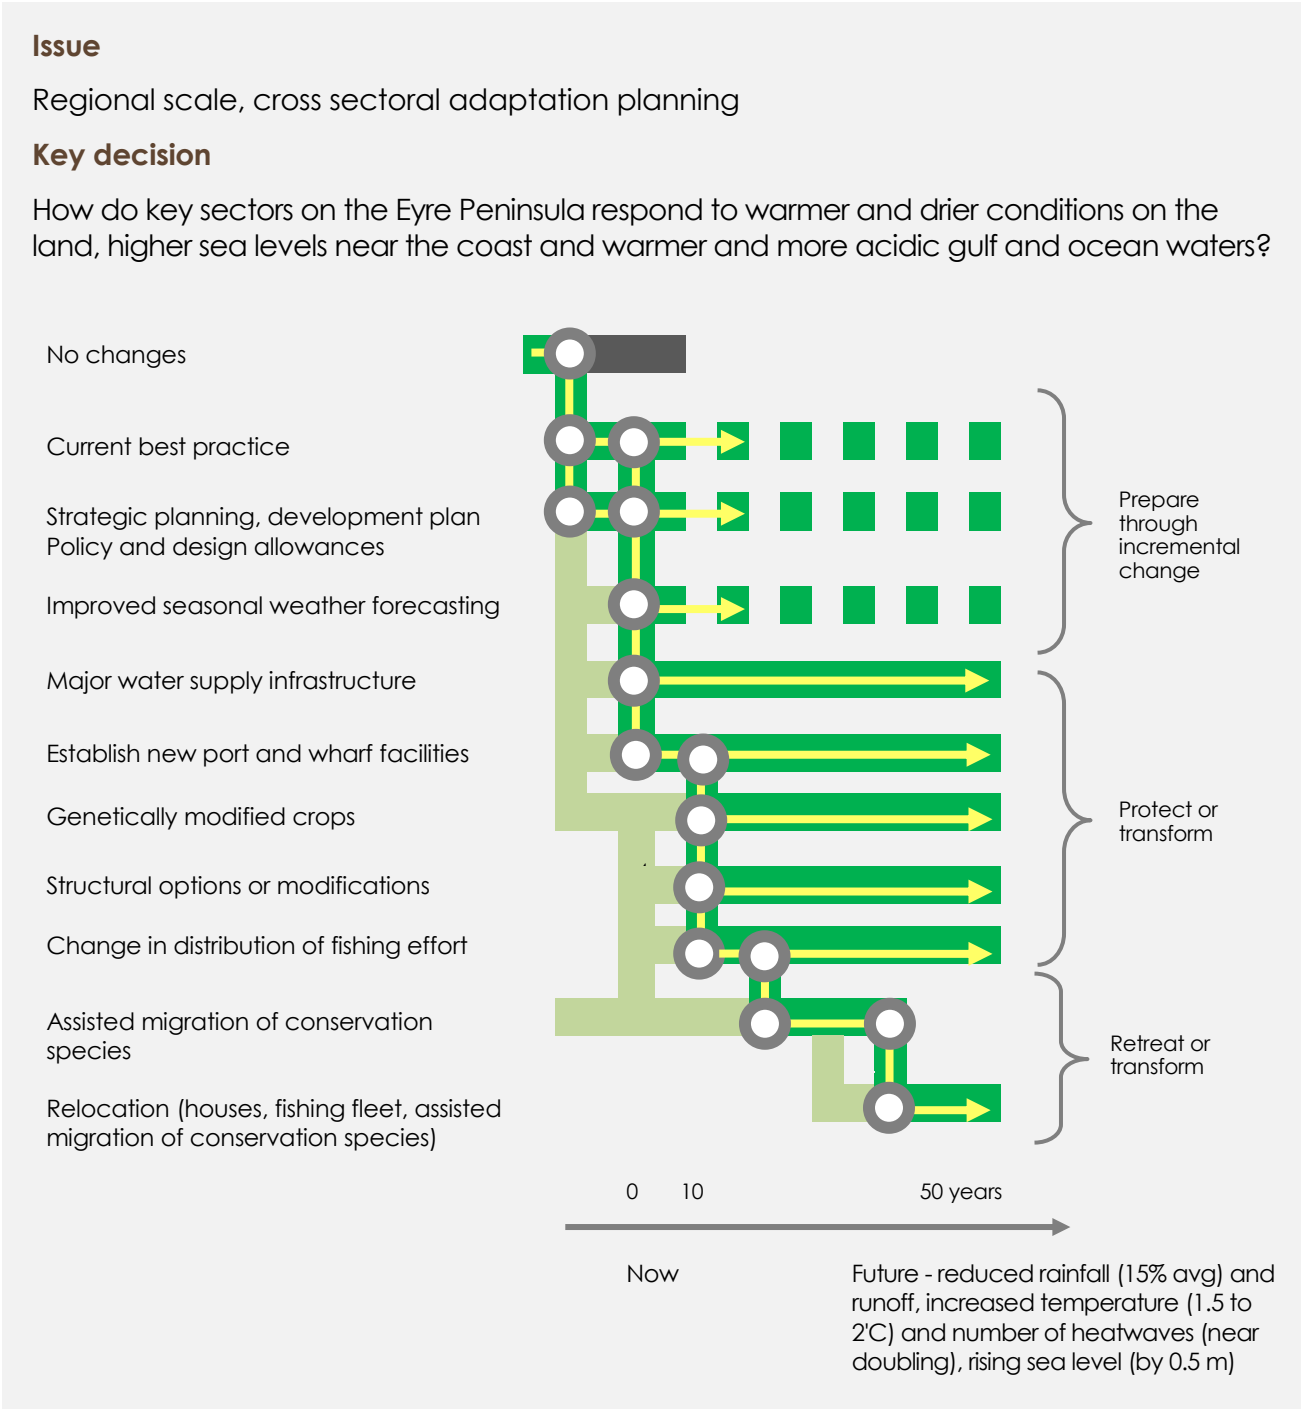 Issue
Regional scale, cross sectoral adaptation planning
Key decision
How do key sectors on the Eyre Peninsula respond to warmer and drier conditions on the
land, higher sea levels near the coast and warmer and more acidic gulf and ocean waters?
No changes
Current best practice
Strategic planning, development plan
Policy and design allowances
Improved seasonal weather forecasting
Major water supply infrastructure
Establish new port and wharf facilities
Genetically modified crops
Structural options or modifications
Change in distribution of fishing effort
Assisted migration of conservation
species
Relocation (houses, fishing fleet, assisted
migration of conservation species)
Prepare
through
incremental
change
Protect or
transform
Retreat or
transform
0 10 50 years
Now
Future - reduced rainfall (15% avg) and
runoff, increased temperature (1.5 to
2'C) and number of heatwaves (near
doubling), rising sea level (by 0.5 m)